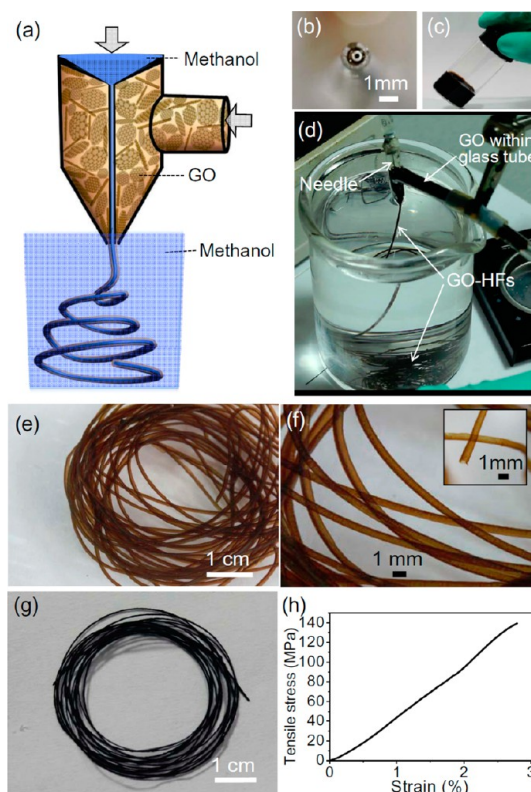 (a)
Methanol
GO
Methanol
(b)
1mm
(c)
(d)
GO within
glass tube
Needle
GO-HFs
(e)
1 cm
(f)
1mm
1 mm
(g)
1 cm
(h)
Tensile stress (MPa)
140
120
100
80
60
40
20
0
0 1 2 3
Strain (%)